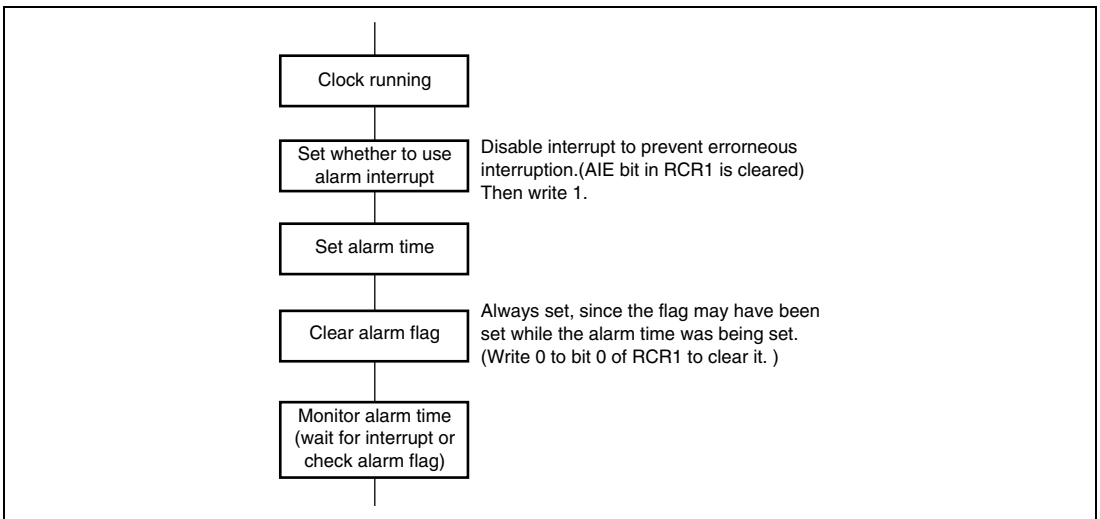 Clock running
Set whether to use
alarm interrupt
Disable interrupt to prevent errorneous
interruption.(AIE bit in RCR1 is cleared)
Then write 1.
Set alarm time
Clear alarm flag
Always set, since the flag may have been
set while the alarm time was being set.
(Write 0 to bit 0 of RCR1 to clear it. )
Monitor alarm time
(wait for interrupt or
check alarm flag)